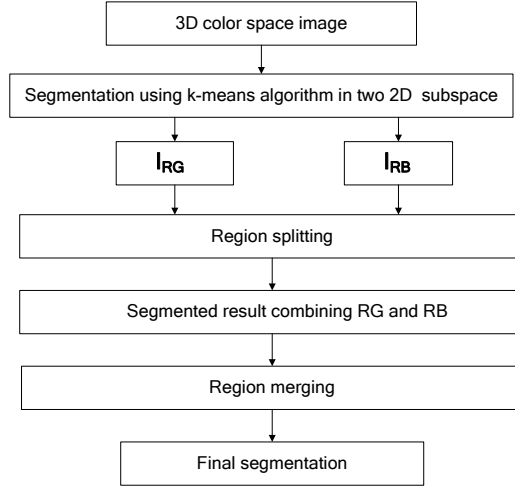 3D color space image
Segmentation using k-means algorithm in two 2D subspace
IRG IRB
Region splitting
Segmented result combining RG and RB
Region merging
Final segmentation